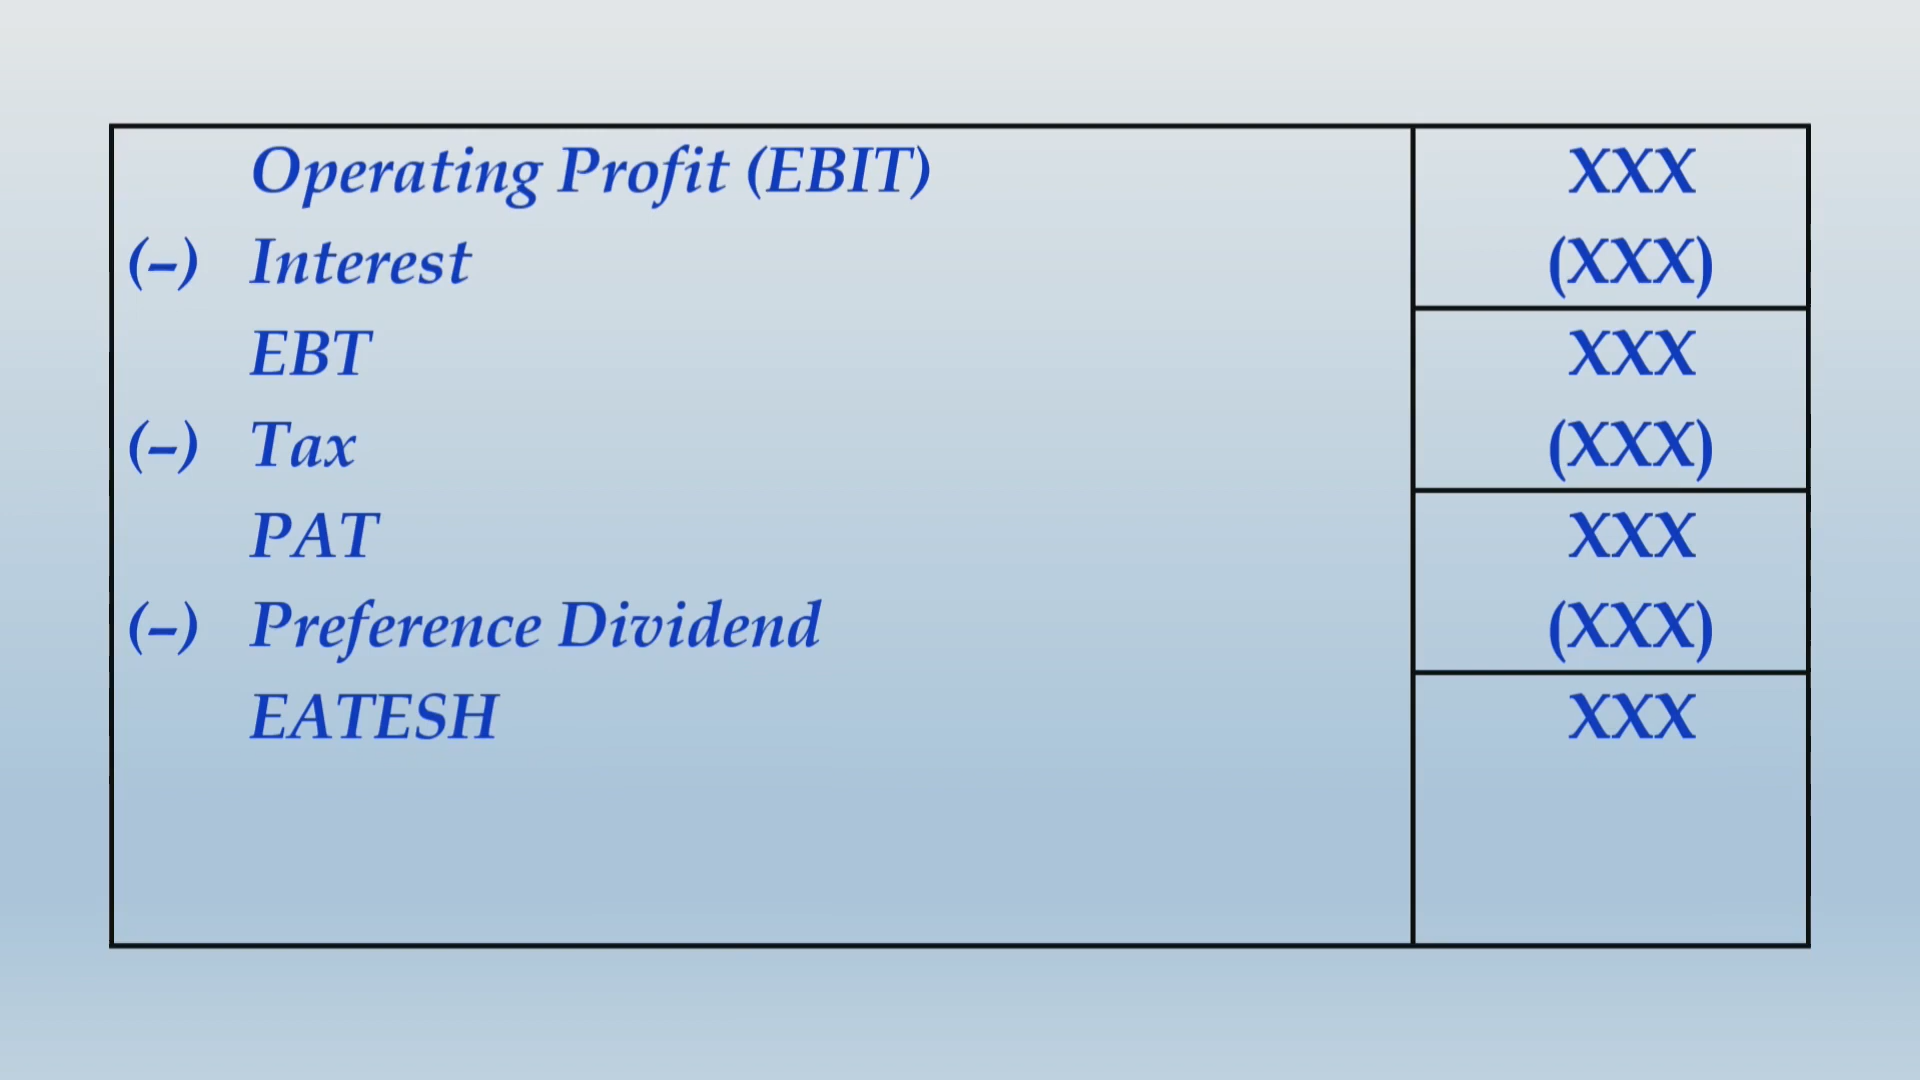 Operating Profit (EBIT) XXX
(–) Interest (XXX)
EBT XXX
(–) Tax (XXX)
PAT XXX
(–) Preference Dividend (XXX)
EATESH XXX